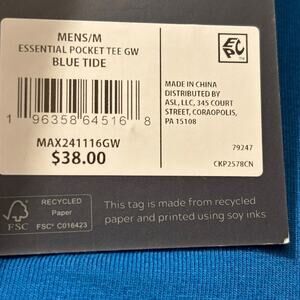 MENS/M
ESSENTIAL POCKET TEE GW
BLUE TIDE
1 96358 64516 8
MAX241116GW
$38.00
EPC
MADE IN CHINA
DISTRIBUTED BY
ASL, LLC, 345 COURT
STREET, CORAOPOLIS,
PA 15108
79247
CKP2578CN
FSC
RECYCLED
Paper
FSC® C016423
This tag is made from recycled
paper and printed using soy inks